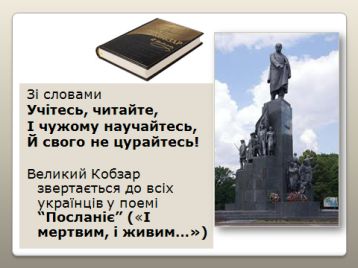 Зі словами
Учітесь, читайте,
І чужому научайтесь,
Й свого не цурайтесь!
Великий Кобзар
звертається до всіх
українців у поемі
“Посланіє” («І
мертвим, і живим…»)